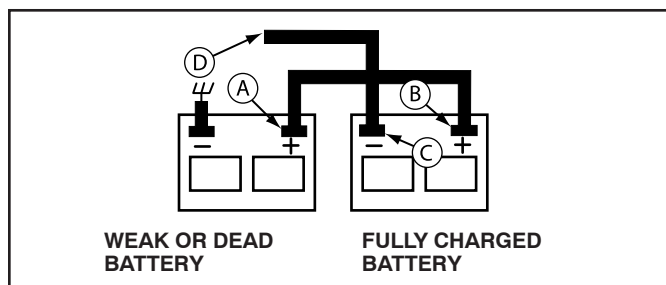 D
A
B
− + − +
C
WEAK OR DEAD
BATTERY
FULLY CHARGED
BATTERY